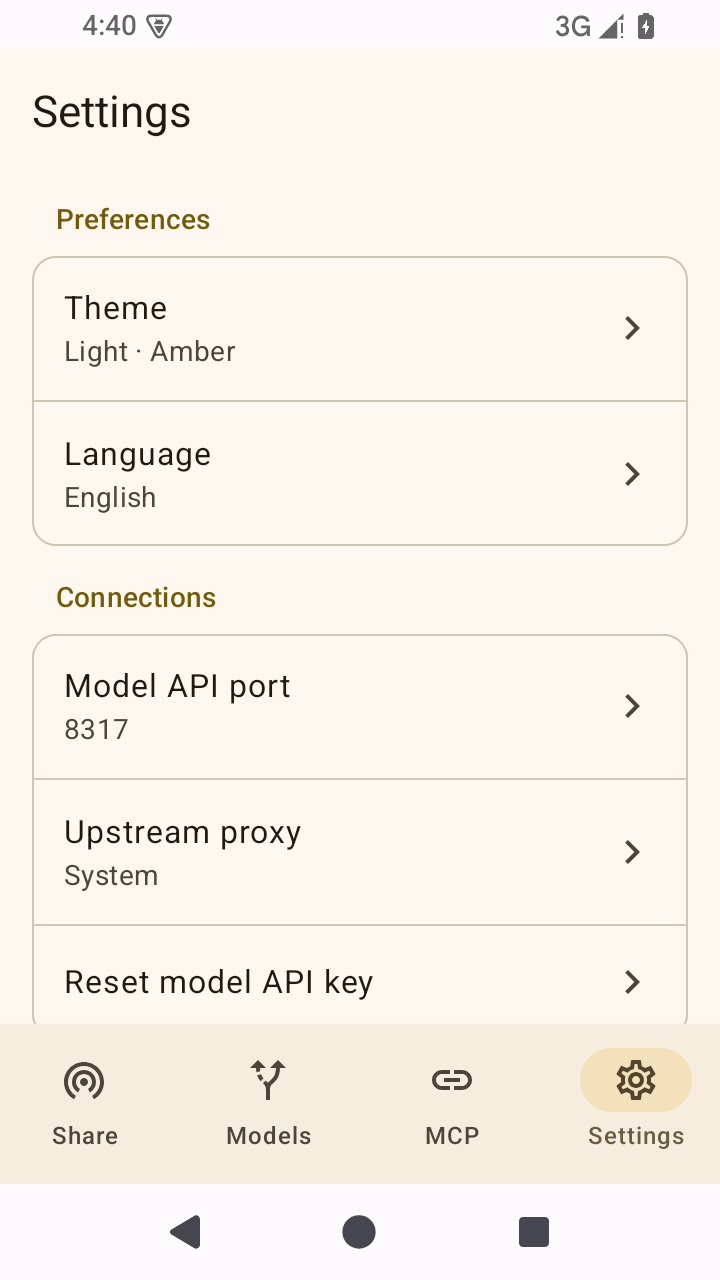 4:40
3G
Settings
Preferences
Theme
Light · Amber
Language
English
Connections
Model API port
8317
Upstream proxy
System
Reset model API key
Share
Models
MCP
Settings